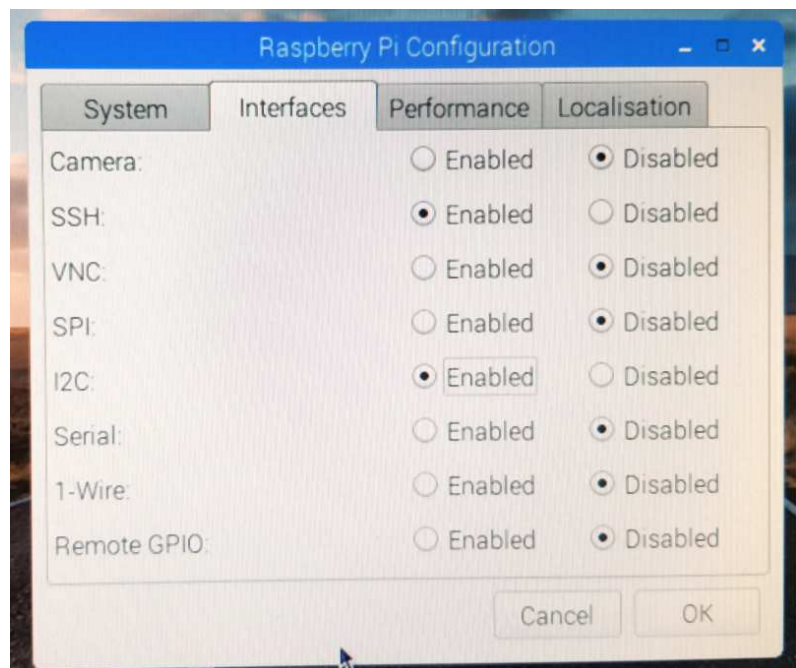 Raspberry Pi Configuration
System Interfaces Performance Localisation
Camera: Enabled Disabled
SSH: Enabled Disabled
VNC: Enabled Disabled
SPI: Enabled Disabled
I2C: Enabled Disabled
Serial: Enabled Disabled
1-Wire: Enabled Disabled
Remote GPIO: Enabled Disabled
Cancel OK